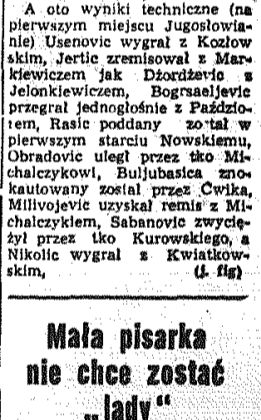 A oto wyniki techniczne (na
pierwszym miejscu Jugosłowia-
nie) Usenovic wygrał z Kozłow
skim, Jertic zremisował z Mar-
kiewiczem jak Dżordżevic z
Jelonkiewiczem, Bogrsaeljevic
przegrał jednogłośnie z Paździo-
rem, Rasic poddany zotał w
pierwszym starciu Nowskiemu,
Obradovic uległ przez tko Mi-
chalczykowi, Buljubasica zno-
kautowany został przez Cwika,
Milivojevic uzyskał remis z Mi-
chalczykiem, Sabanovic zwycię-
żył przez tko Kurowskiego, a
Nikolic wygrał z Kwiatkow-
skim, (j. fig)
Mała pisarka
nie chce zostać
„lady“